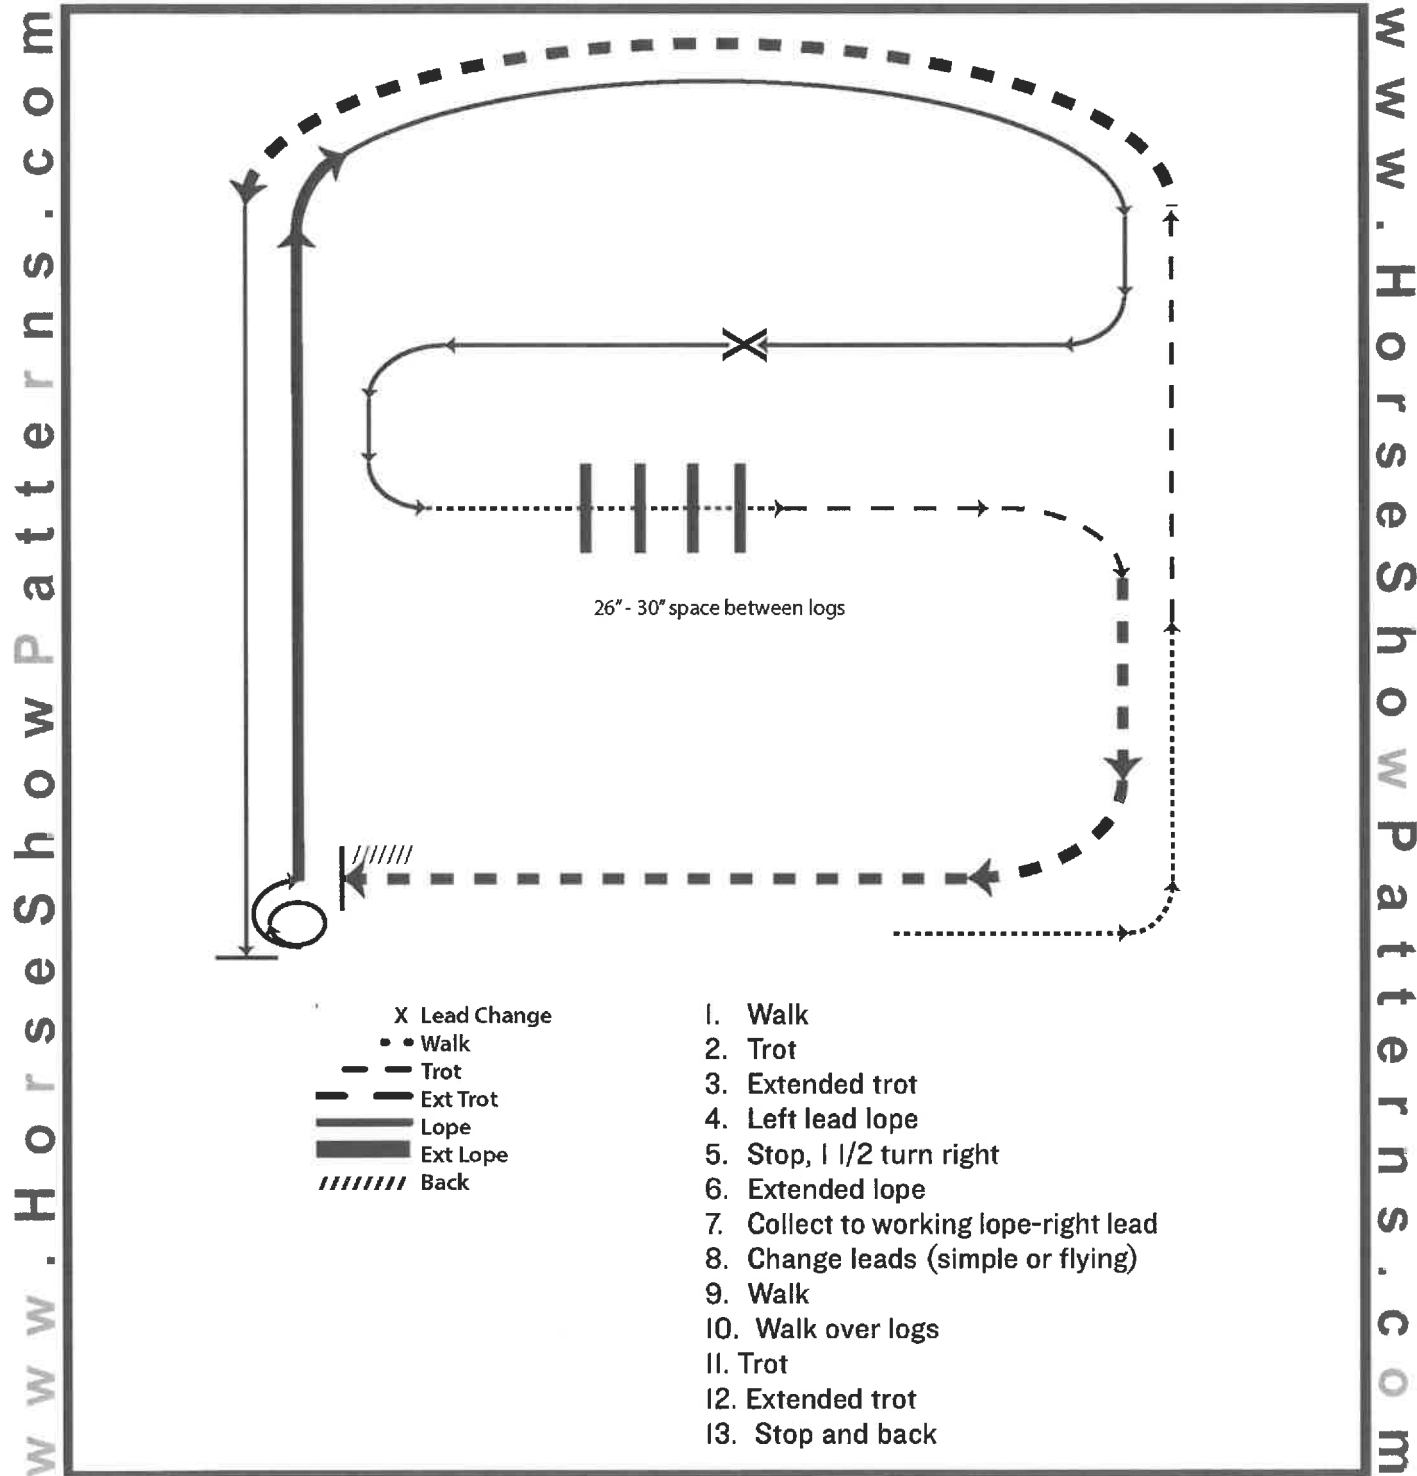 www.HorseShowPatterns.com
www.HorseShowPatterns.com
26" - 30" space between logs
X Lead Change
Walk
Trot
Ext Trot
Lope
Ext Lope
//////// Back
1. Walk
2. Trot
3. Extended trot
4. Left lead lope
5. Stop, 1 1/2 turn right
6. Extended lope
7. Collect to working lope-right lead
8. Change leads (simple or flying)
9. Walk
10. Walk over logs
11. Trot
12. Extended trot
13. Stop and back